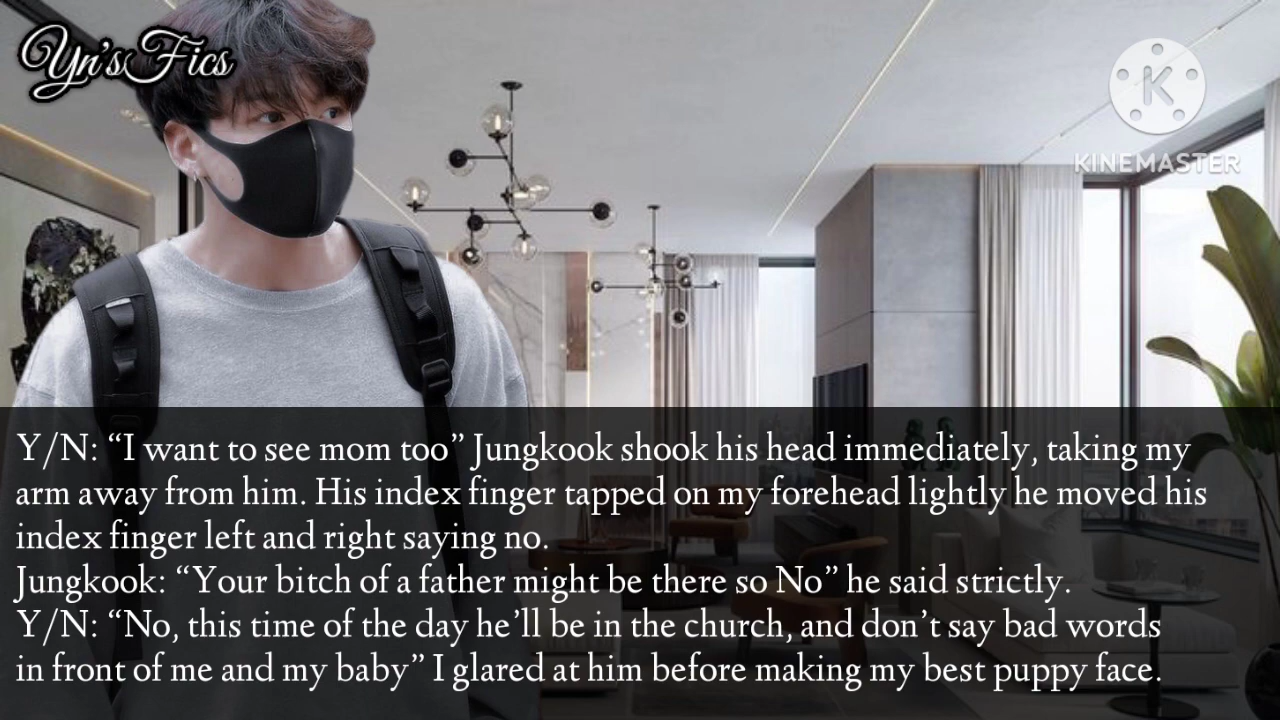 Yn's Fics
K
KINEMASTER
Y/N: “I want to see mom too” Jungkook shook his head immediately, taking my
arm away from him. His index finger tapped on my forehead lightly he moved his
index finger left and right saying no.
Jungkook: “Your bitch of a father might be there so No” he said strictly.
Y/N: “No, this time of the day he’ll be in the church, and don’t say bad words
in front of me and my baby” I glared at him before making my best puppy face.